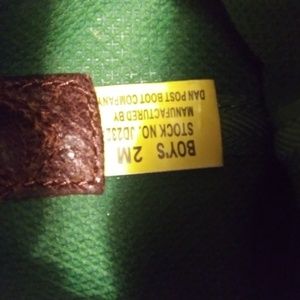 BOY'S 2M
STOCK NO. JD232
MANUFACTURED BY
DAN POST BOOT COMPANY